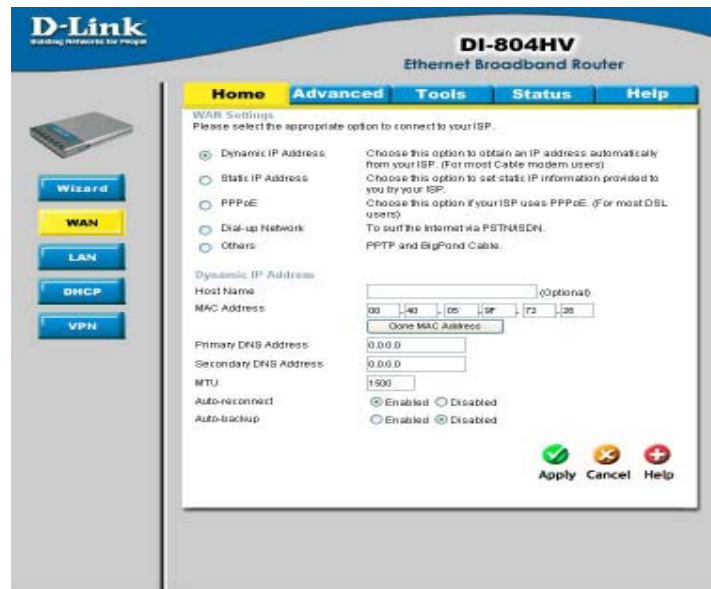 D-Link
Building Networks for People
DI-804HV
Ethernet Broadband Router
Home Advanced Tools Status Help
Wizard
WAN
LAN
DHCP
VPN
WAN Settings
Please select the appropriate option to connect to your ISP.
Dynamic IP Address Choose this option to obtain an IP address automatically
from your ISP. (For most Cable modem users)
Static IP Address Choose this option to set static IP information provided to
you by your ISP.
PPPoE Choose this option if your ISP uses PPPoE. (For most DSL
users)
Dial-up Network To surf the Internet via PSTN/ISDN.
Others PPTP and BigPond Cable.
Dynamic IP Address
Host Name (Optional)
MAC Address 00 - 40 - 05 - 9F - 72 - 26
Clone MAC Address
Primary DNS Address 0.0.0.0
Secondary DNS Address 0.0.0.0
MTU 1500
Auto-reconnect Enabled Disabled
Auto-backup Enabled Disabled
Apply Cancel Help